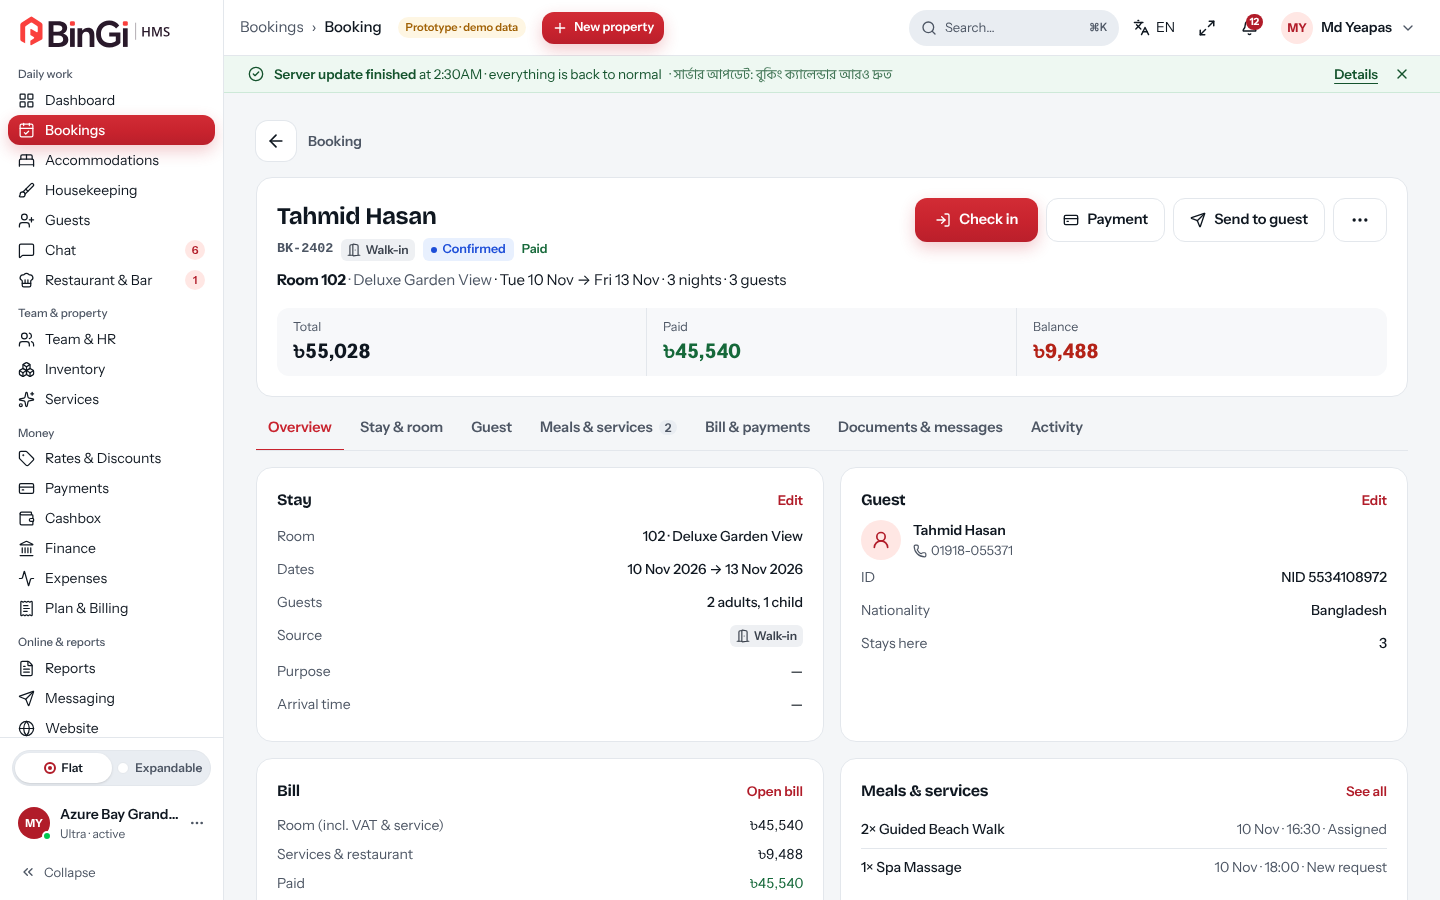 BinGi HMS
Bookings › Booking Prototype · demo data + New property Search... ⌘K EN 12 MY Md Yeapas
Server update finished at 2:30AM · everything is back to normal · সার্ভার আপডেট: বুকিং ক্যালেন্ডার আরও দ্রুত Details
Daily work
Dashboard
Bookings
Accommodations
Housekeeping
Guests
Chat 6
Restaurant & Bar 1
Team & property
Team & HR
Inventory
Services
Money
Rates & Discounts
Payments
Cashbox
Finance
Expenses
Plan & Billing
Online & reports
Reports
Messaging
Website
Flat Expandable
MY Azure Bay Grand...
Ultra · active
Collapse
Booking
Tahmid Hasan
BK-2402 Walk-in Confirmed Paid
Room 102 · Deluxe Garden View · Tue 10 Nov → Fri 13 Nov · 3 nights · 3 guests
Check in Payment Send to guest
Total Paid Balance
৳55,028 ৳45,540 ৳9,488
Overview Stay & room Guest Meals & services 2 Bill & payments Documents & messages Activity
Stay Edit
Room 102 · Deluxe Garden View
Dates 10 Nov 2026 → 13 Nov 2026
Guests 2 adults, 1 child
Source Walk-in
Purpose —
Arrival time —
Guest Edit
Tahmid Hasan
01918-055371
ID NID 5534108972
Nationality Bangladesh
Stays here 3
Bill Open bill
Room (incl. VAT & service) ৳45,540
Services & restaurant ৳9,488
Paid ৳45,540
Meals & services See all
2× Guided Beach Walk 10 Nov · 16:30 · Assigned
1× Spa Massage 10 Nov · 18:00 · New request